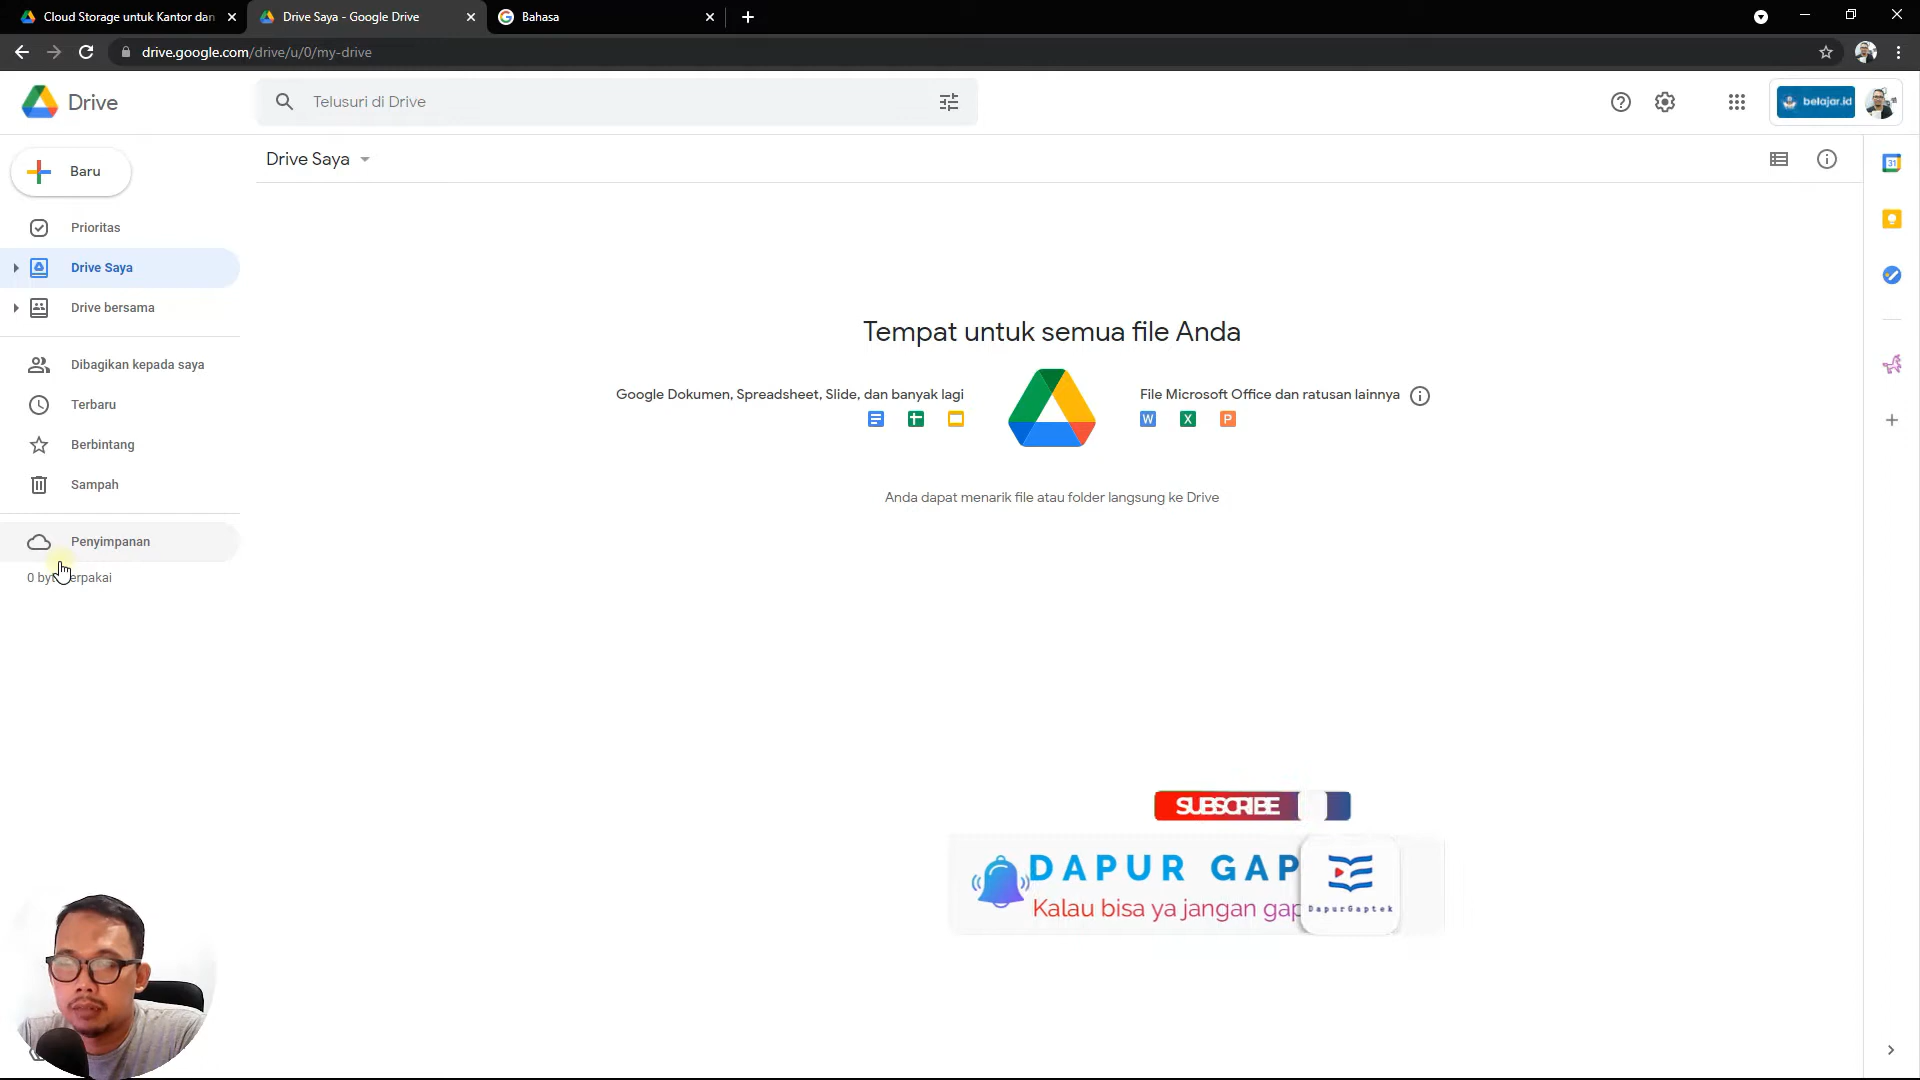 Cloud Storage untuk Kantor dan
Drive Saya - Google Drive
Bahasa
drive.google.com/drive/u/0/my-drive
Drive
Telusuri di Drive
belajar.id
Baru
Drive Saya
Prioritas
Drive Saya
Drive bersama
Dibagikan kepada saya
Terbaru
Berbintang
Sampah
Penyimpanan
0
Tempat untuk semua file Anda
Google Dokumen, Spreadsheet, Slide, dan banyak lagi
File Microsoft Office dan ratusan lainnya
W
X
P
Anda dapat menarik file atau folder langsung ke Drive
31
SUBSCRIBE
DAPUR GAP
Kalau bisa ya jangan gap
DapurGaptek